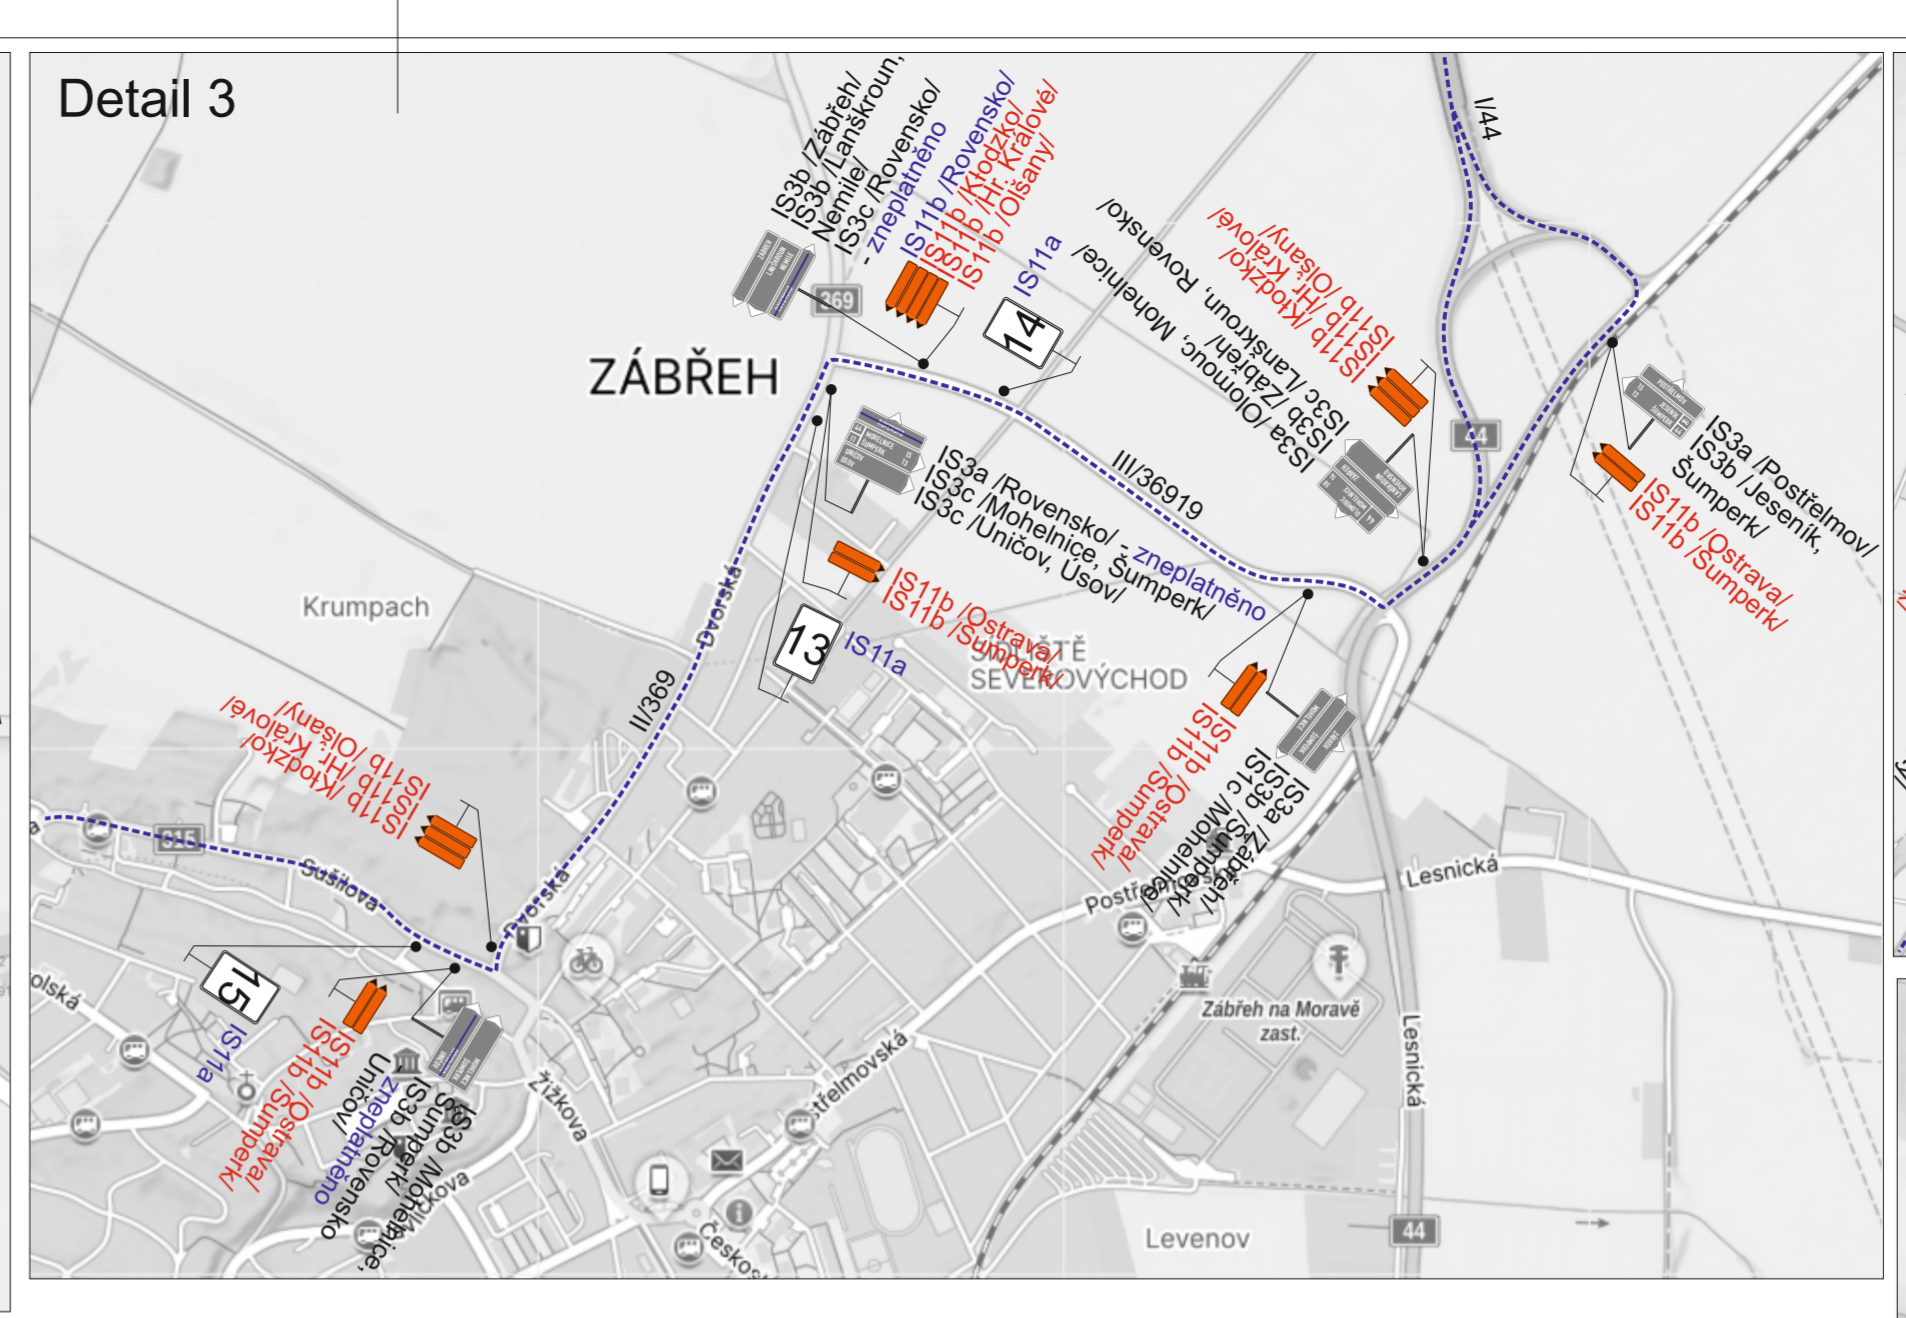 Detail 3
IS3b /Zábřeh/
IS3b /Lanškroun,
Nemile/
IS3c /Rovensko/
- zneplatněno
IS11b /Rovensko/
IS11b /Kłodzko/
IS11b /Hr. Králové/
IS11b /Olšany/
IS11a
14
369
ZÁBŘEH
I/44
IS11b /Kłodzko/
IS11b /Hr. Králové/
IS11b /Olšany/
IS3a /Olomouc, Mohelnice/
IS3b /Zábřeh/
IS3c /Lanškroun, Rovensko/
44
IS3a /Postřelmov/
IS3b /Jeseník,
Šumperk/
IS11b /Ostrava/
IS11b /Šumperk/
III/36919
IS3a /Rovensko/ - zneplatněno
IS3c /Mohelnice, Šumperk/
IS3c /Uničov, Úsov/
IS11b /Ostrava/
IS11b /Šumperk/
13
IS11a
Krumpach
Dvorská
II/369
SÍDLIŠTĚ
SEVEROVÝCHOD
IS11b /Ostrava/
IS11b /Šumperk/
IS3a /Zábřeh/
IS3b /Šumperk/
IS1c /Mohelnice/
IS11b /Kłodzko/
IS11b /Hr. Králové/
IS11b /Olšany/
315
Sušilova
Dvorská
15
IS11a
IS11b /Ostrava/
IS11b /Šumperk/
IS3b /Mohelnice,
Šumperk/
IS3b /Rovensko
- zneplatněno
Uničov/
olská
Žižkova
Lesnická
Zábřeh na Moravě
zast.
Lesnická
Levenov
44